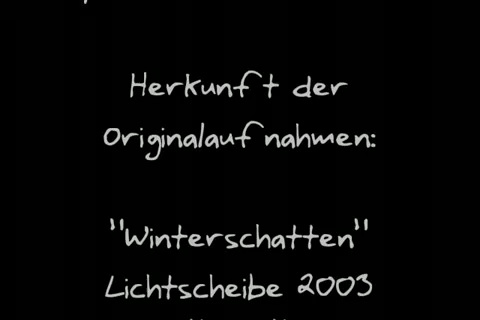 Herkunft der
Originalaufnahmen:
"Winterschatten"
Lichtscheibe 2003